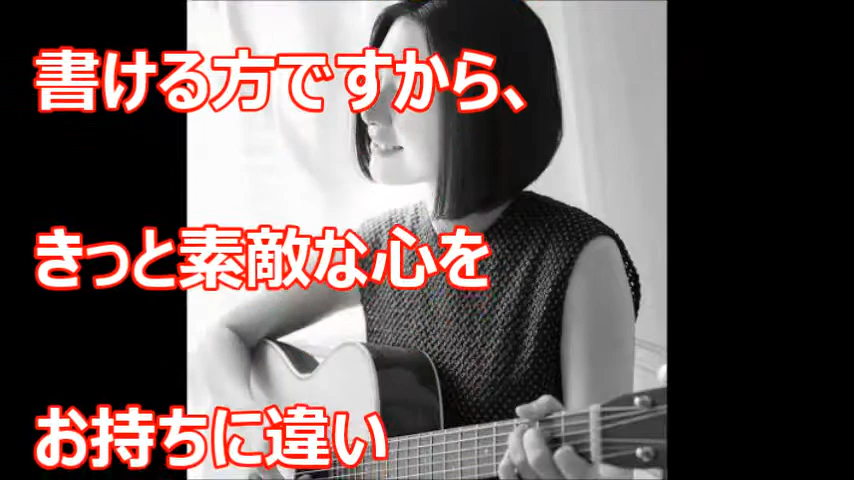 書ける方ですから、
きっと素敵な心を
お持ちに違い